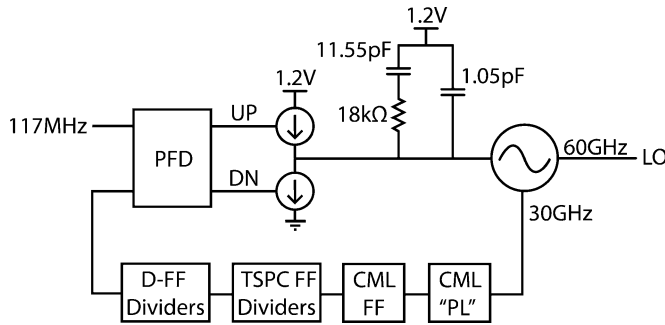 1.2V
11.55pF
1.05pF
1.2V
18kΩ
117MHz
UP
PFD
DN
60GHz
LO
30GHz
D-FF
Dividers
TSPC FF
Dividers
CML
FF
CML
“PL”